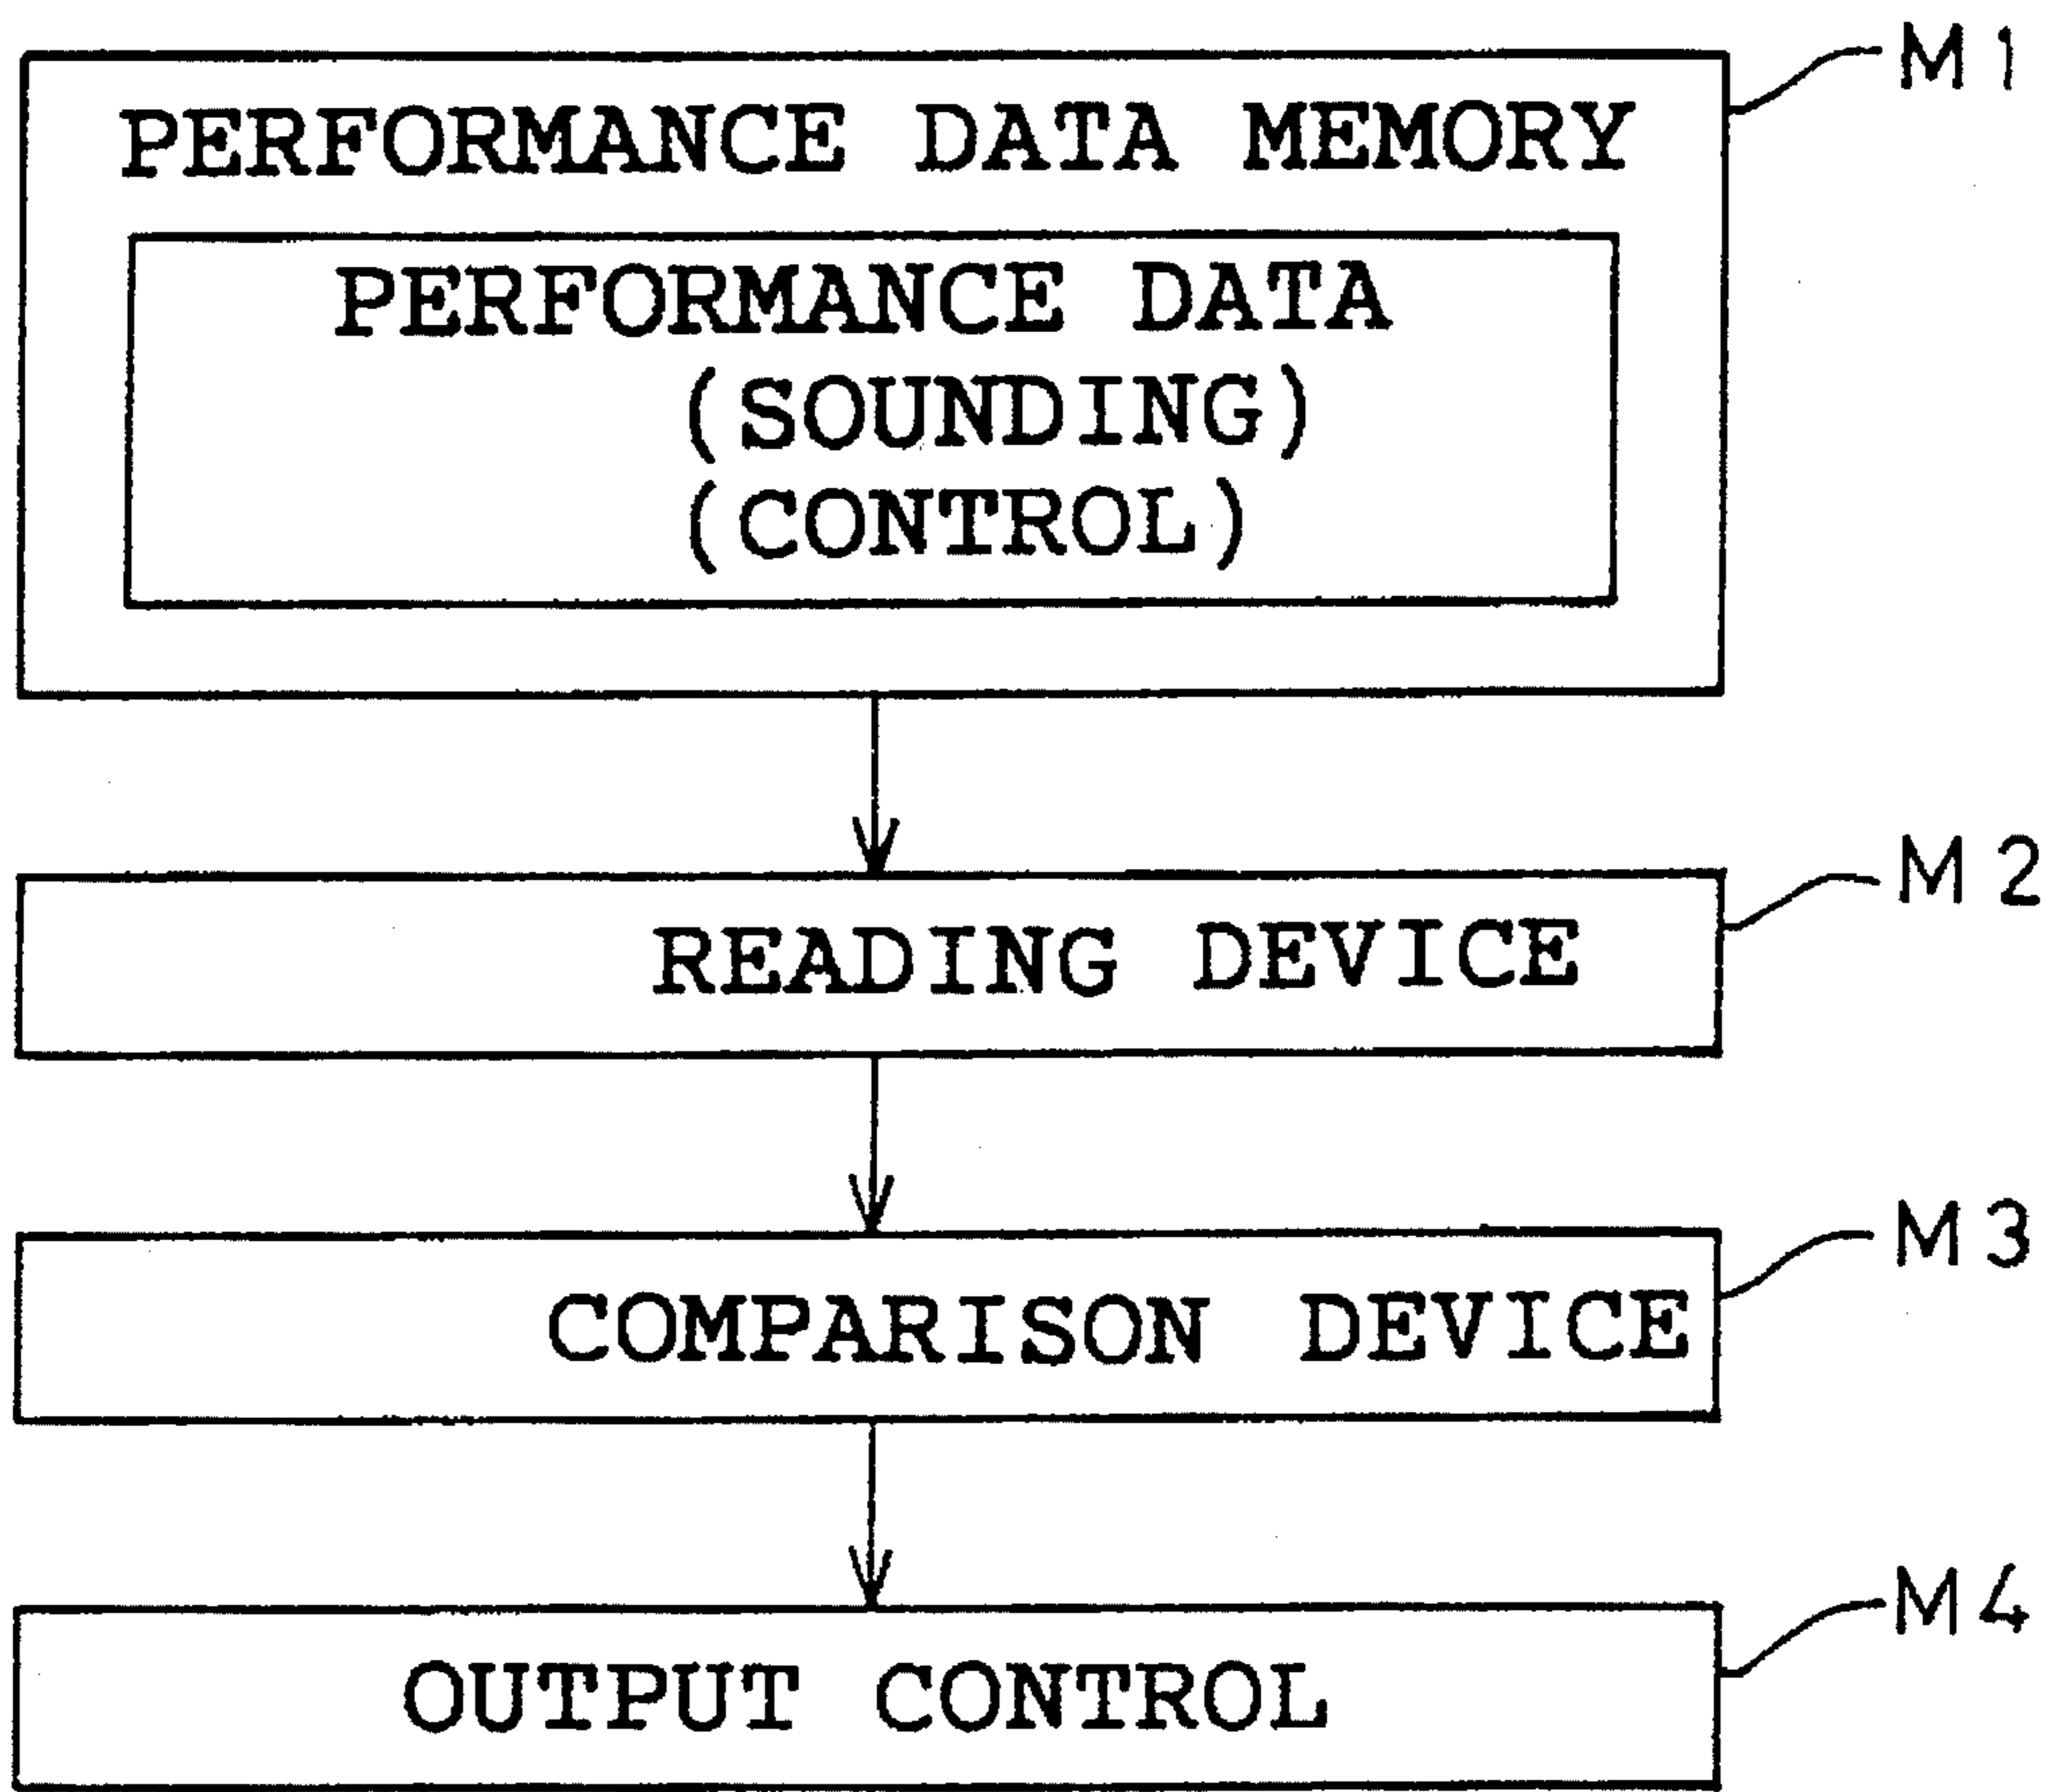 M1
PERFORMANCE DATA MEMORY
PERFORMANCE DATA
(SOUNDING)
(CONTROL)
M2
READING DEVICE
M3
COMPARISON DEVICE
M4
OUTPUT CONTROL